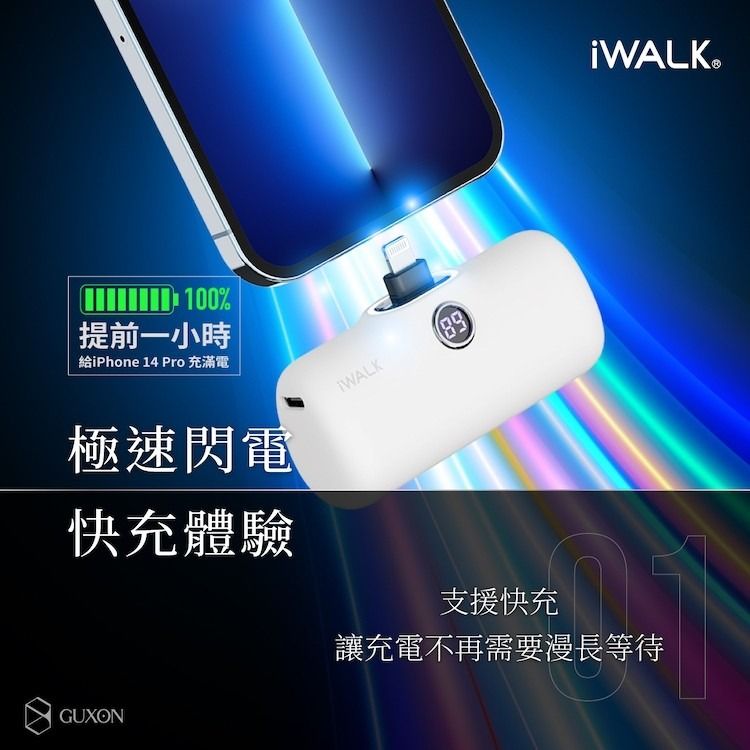 iWALK®
89
iWALK
100%
提前一小時
給iPhone 14 Pro 充滿電
極速閃電
快充體驗
01
支援快充
讓充電不再需要漫長等待
GUXON